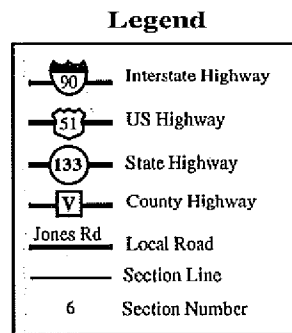 Legend
90 Interstate Highway
51 US Highway
133 State Highway
V County Highway
Jones Rd Local Road
Section Line
6 Section Number